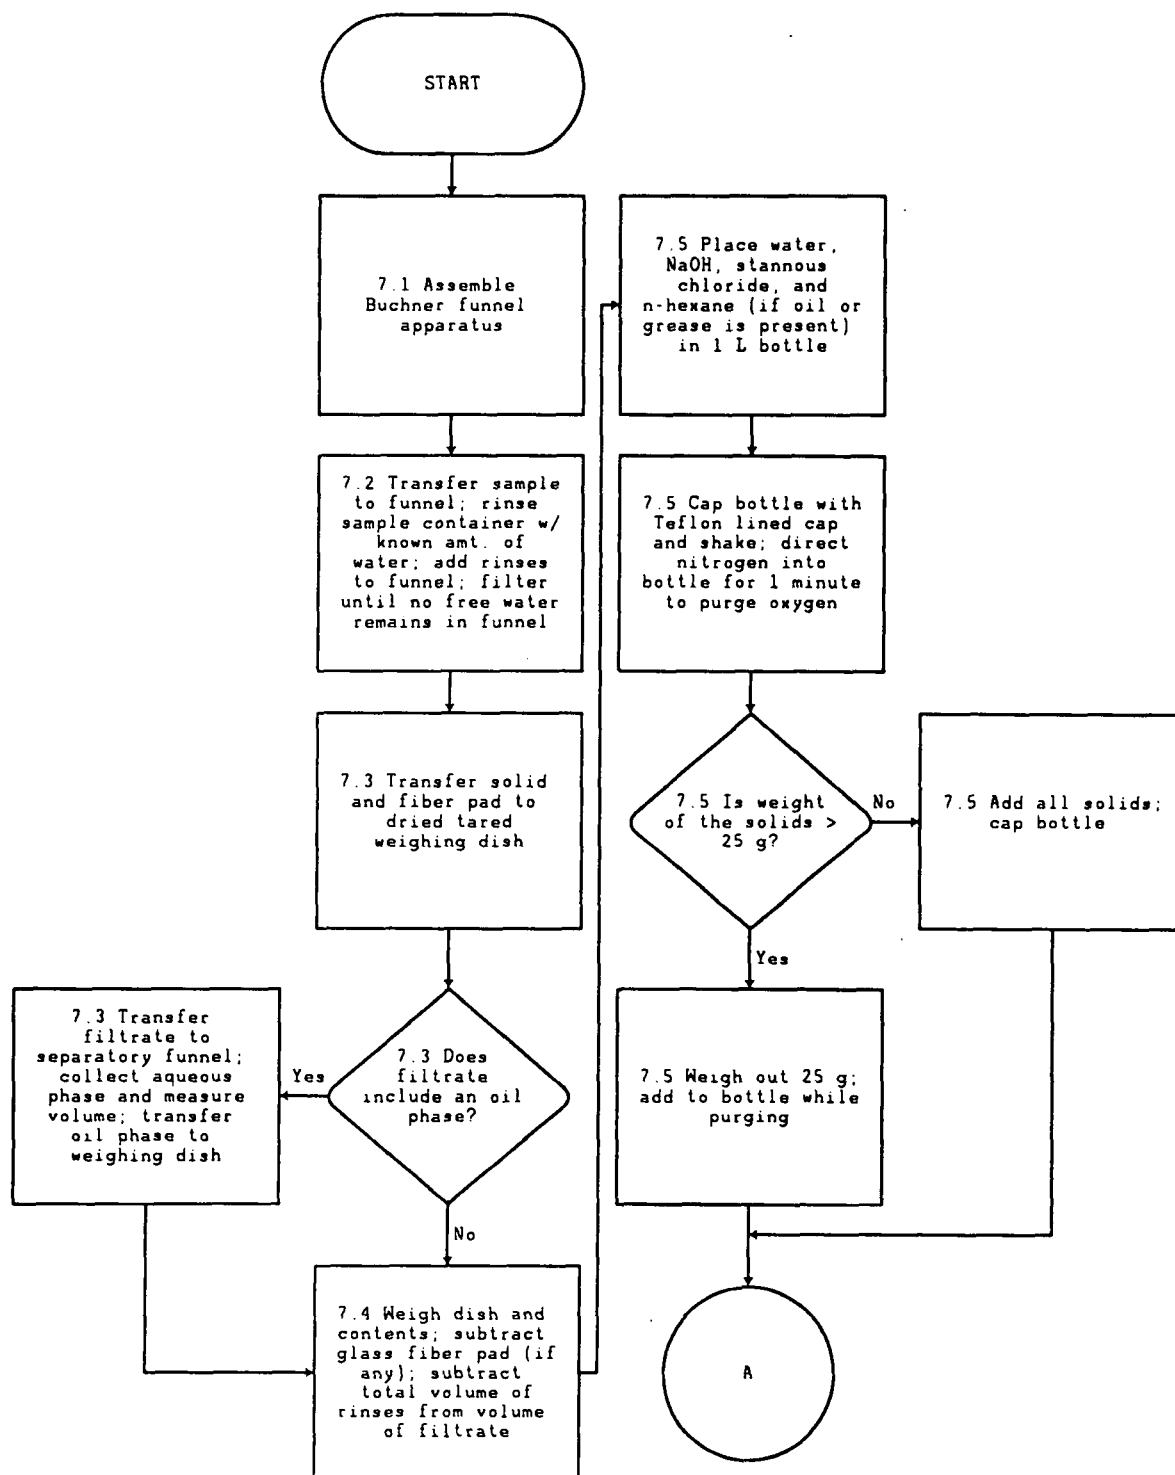 START
7.1 Assemble
Buchner funnel
apparatus
7.2 Transfer sample
to funnel; rinse
sample container w/
known amt. of
water; add rinses
to funnel; filter
until no free water
remains in funnel
7.3 Transfer solid
and fiber pad to
dried tared
weighing dish
7.3 Does
filtrate
include an oil
phase?
Yes
7.3 Transfer
filtrate to
separatory funnel;
collect aqueous
phase and measure
volume; transfer
oil phase to
weighing dish
No
7.4 Weigh dish and
contents; subtract
glass fiber pad (if
any); subtract
total volume of
rinses from volume
of filtrate
7.5 Place water,
NaOH, stannous
chloride, and
n-hexane (if oil or
grease is present)
in 1 L bottle
7.5 Cap bottle with
Teflon lined cap
and shake; direct
nitrogen into
bottle for 1 minute
to purge oxygen
7.5 Is weight
of the solids >
25 g?
No
7.5 Add all solids;
cap bottle
Yes
7.5 Weigh out 25 g;
add to bottle while
purging
A